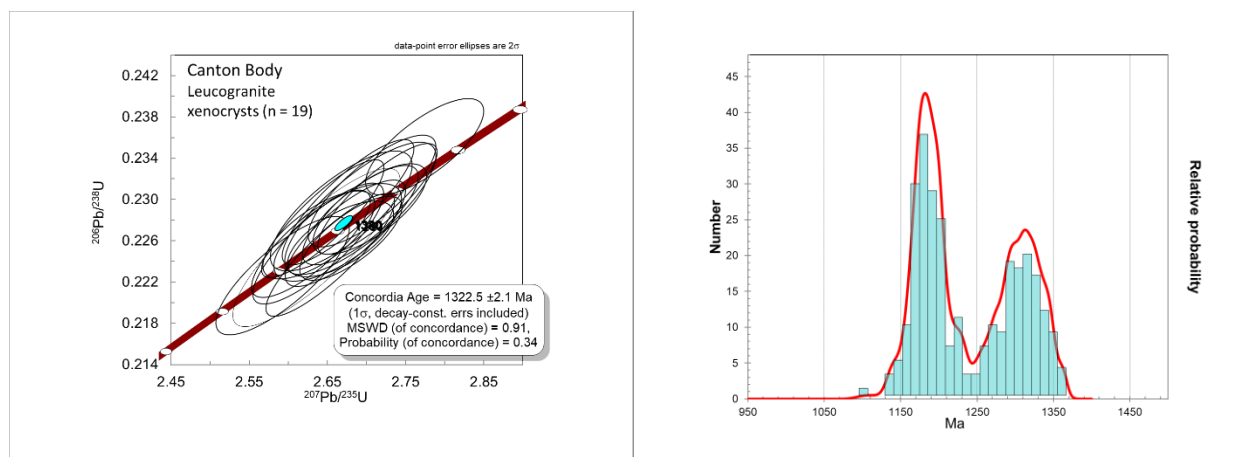 data-point error ellipses are 2σ
Canton Body
Leucogranite
xenocrysts (n = 19)
0.242
0.238
0.234
0.230
0.226
0.222
0.218
0.214
206Pb/238U
Concordia Age = 1322.5 ±2.1 Ma
(1σ, decay-const. errs included)
MSWD (of concordance) = 0.91,
Probability (of concordance) = 0.34
2.45 2.55 2.65 2.75 2.85
207Pb/235U
45
40
35
30
25
20
15
10
5
0
Number
Relative probability
950 1050 1150 1250 1350 1450
Ma